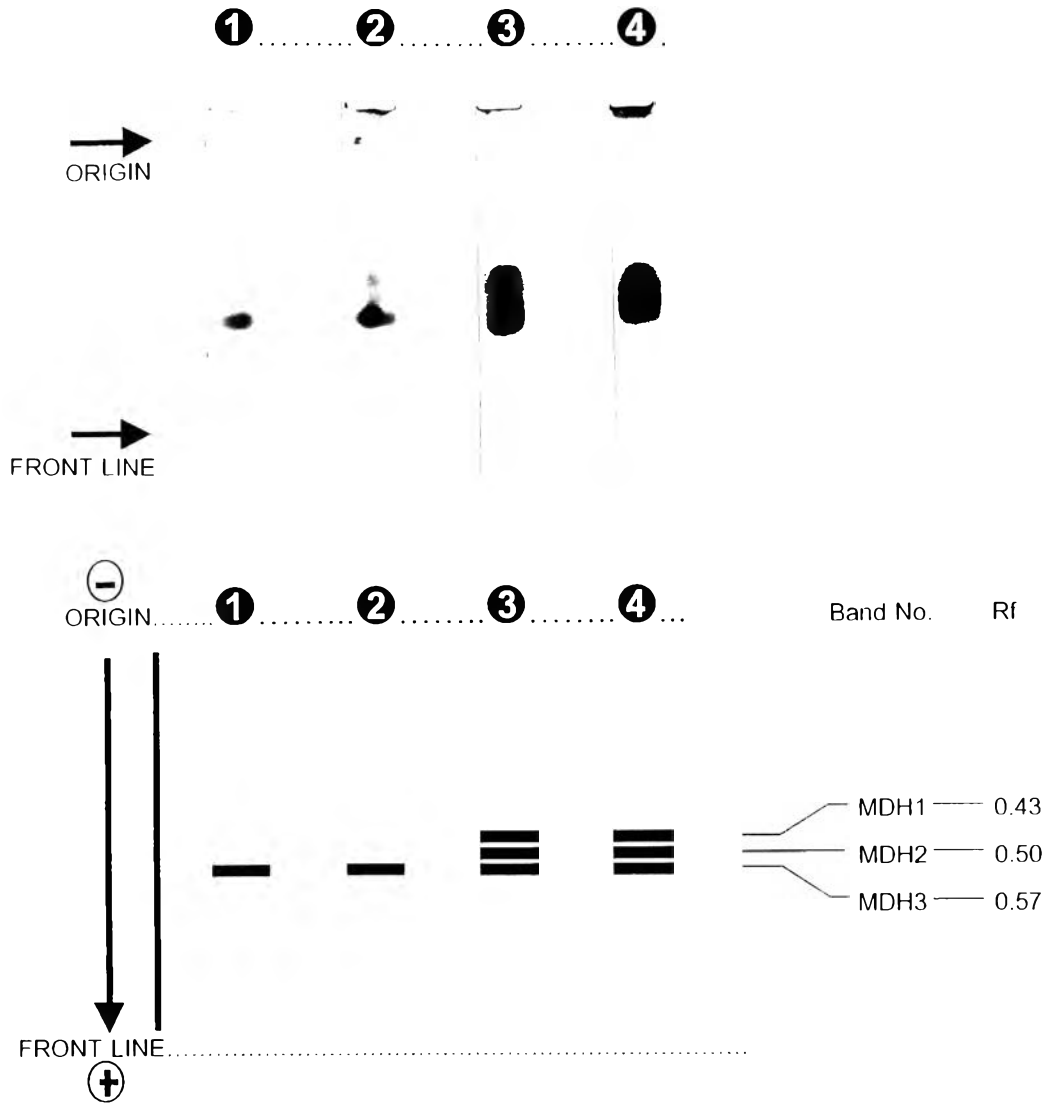 1 2 3 4
ORIGIN
FRONT LINE
−
ORIGIN 1 2 3 4 Band No. Rf
MDH1 0.43
MDH2 0.50
MDH3 0.57
FRONT LINE
+